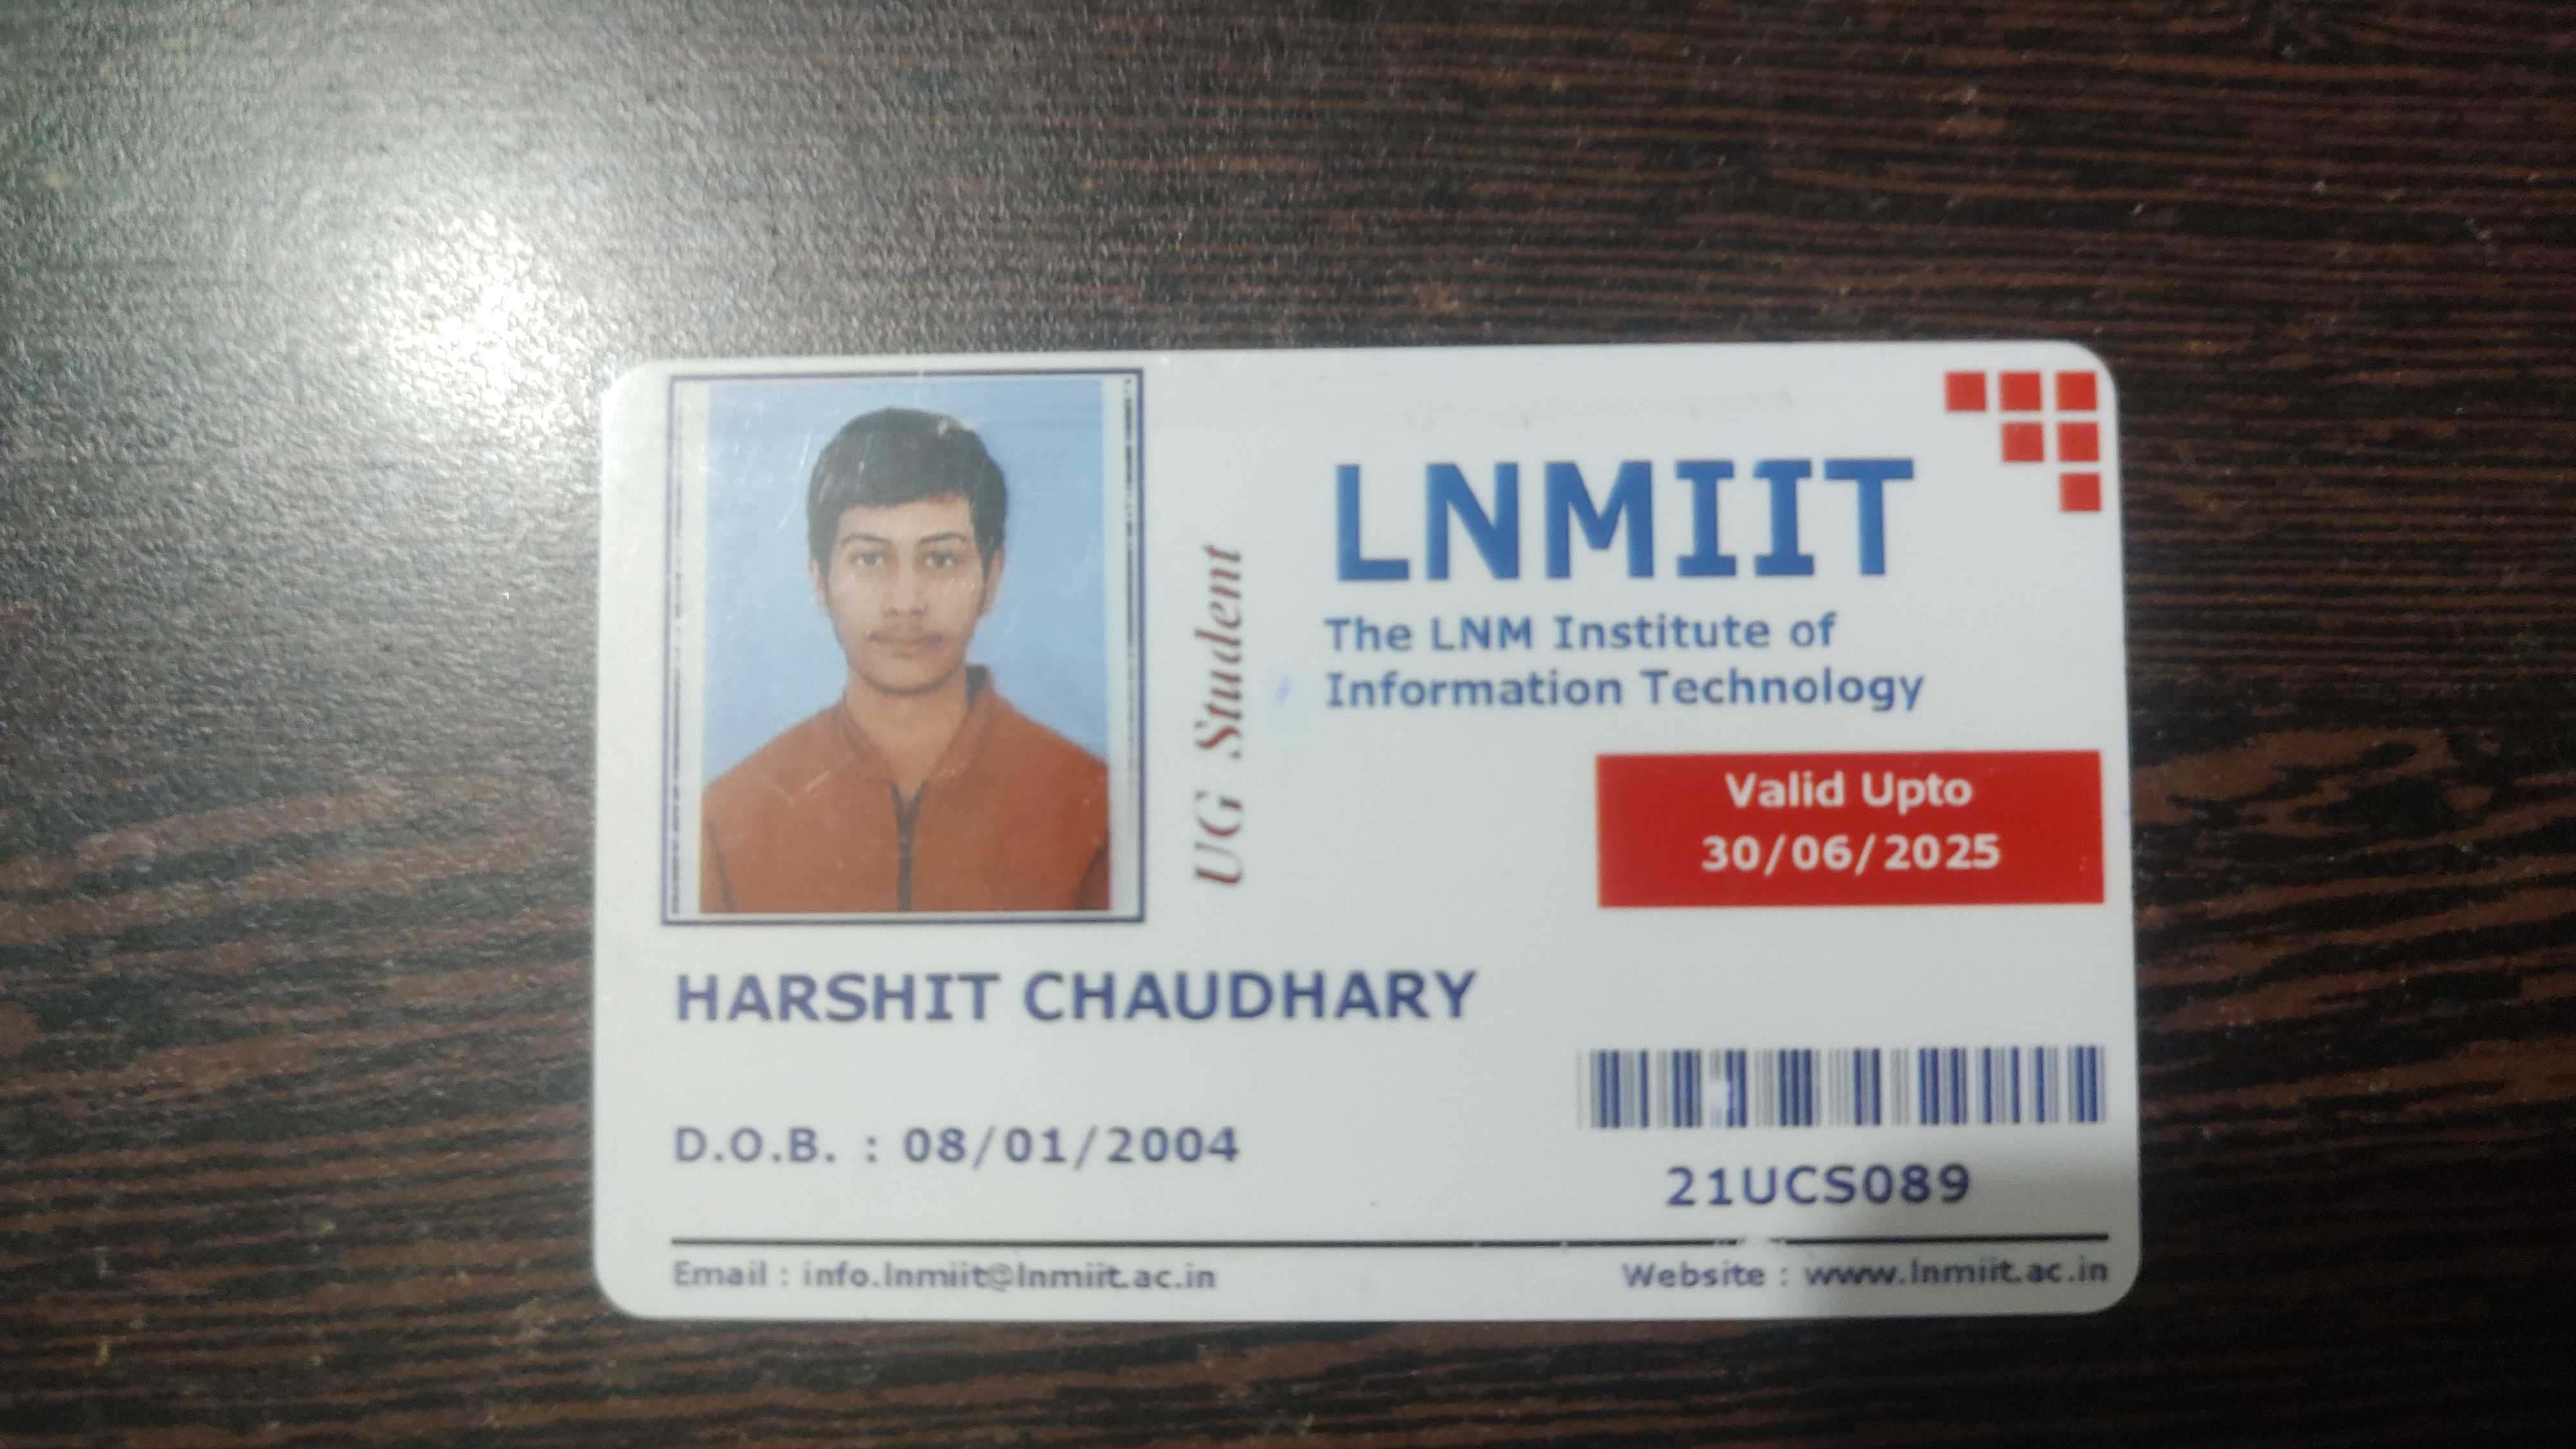 LNMIIT
The LNM Institute of
Information Technology
UG Student
Valid Upto
30/06/2025
HARSHIT CHAUDHARY
D.O.B. : 08/01/2004
21UCS089
Email : info.lnmiit@lnmiit.ac.in
Website : www.lnmiit.ac.in